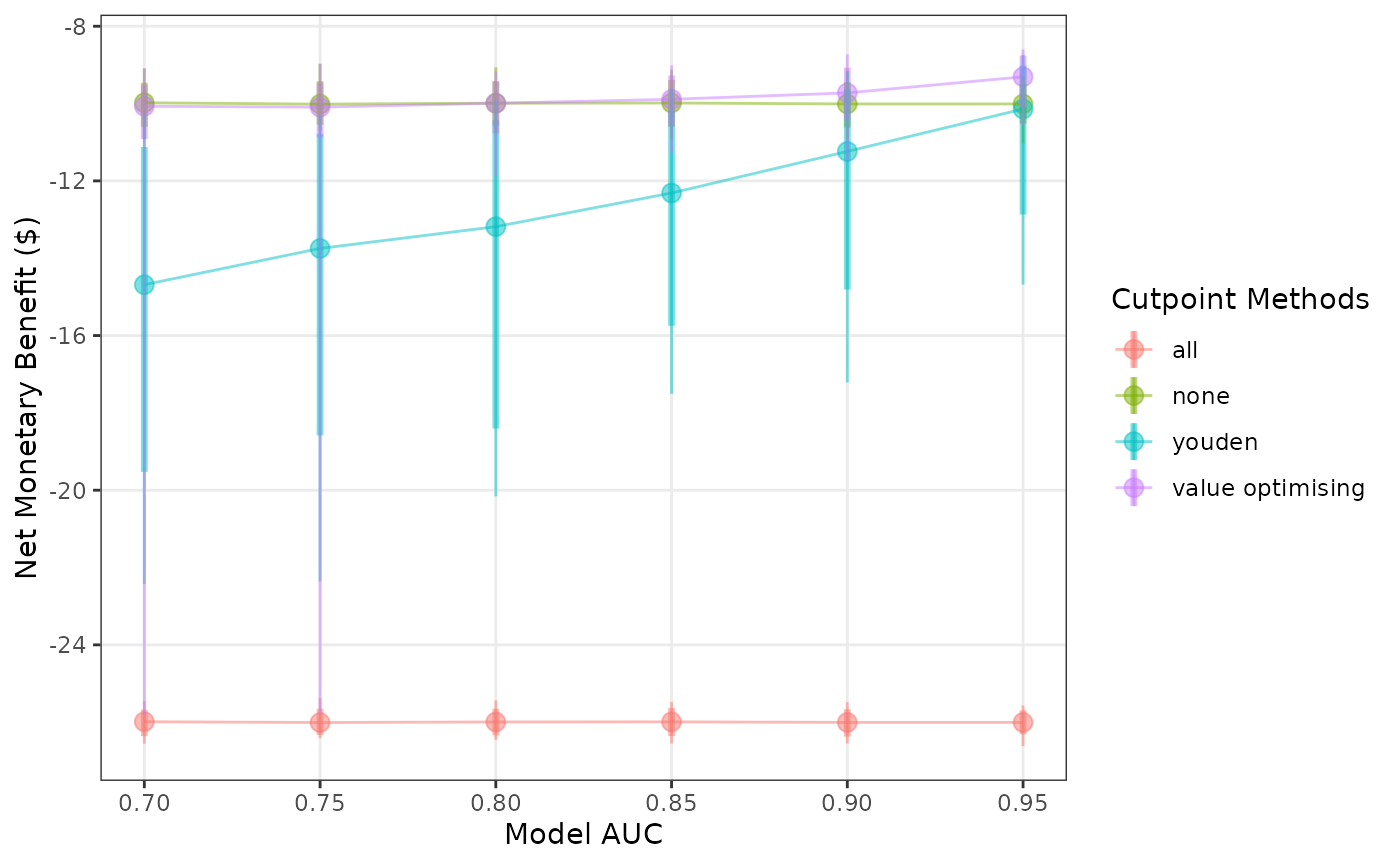 -8
-12
-16
-20
-24
Net Monetary Benefit ($)
0.70 0.75 0.80 0.85 0.90 0.95
Model AUC
Cutpoint Methods
all
none
youden
value optimising